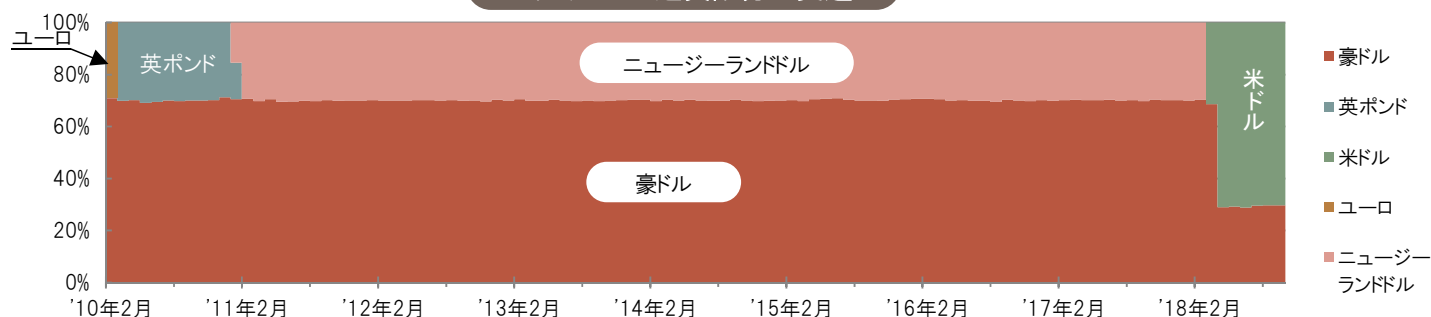 100%
80%
60%
40%
20%
0%
ユーロ
英ポンド
ニュージーランドドル
豪ドル
米ドル
'10年2月 '11年2月 '12年2月 '13年2月 '14年2月 '15年2月 '16年2月 '17年2月 '18年2月
豪ドル
英ポンド
米ドル
ユーロ
ニュージー
ランドドル